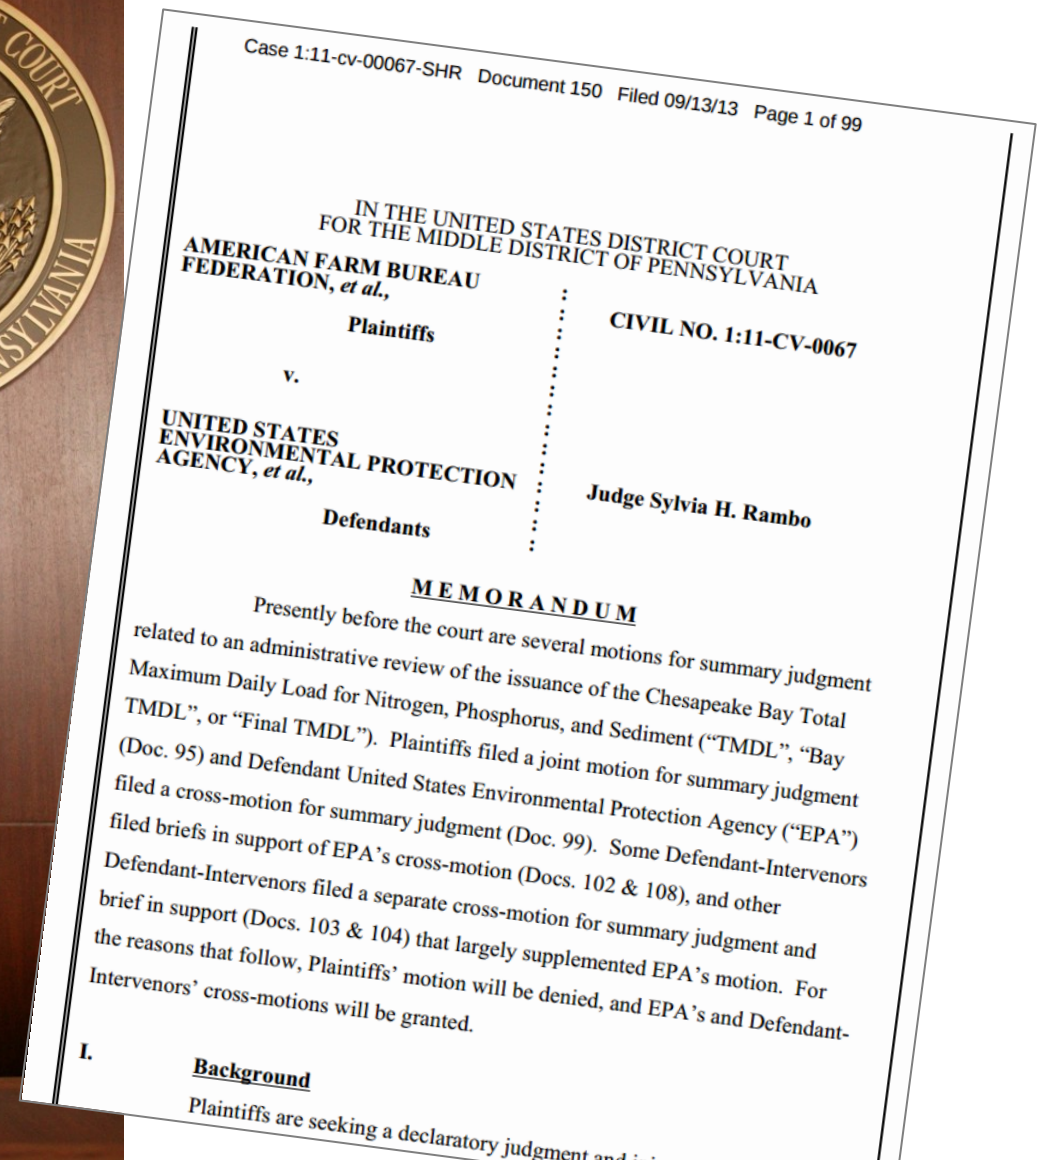 COURT
NSYLVANIA
Case 1:11-cv-00067-SHR Document 150 Filed 09/13/13 Page 1 of 99
IN THE UNITED STATES DISTRICT COURT
FOR THE MIDDLE DISTRICT OF PENNSYLVANIA
AMERICAN FARM BUREAU
FEDERATION, et al.,
Plaintiffs
v.
UNITED STATES
ENVIRONMENTAL PROTECTION
AGENCY, et al.,
Defendants
CIVIL NO. 1:11-CV-0067
Judge Sylvia H. Rambo
M E M O R A N D U M
Presently before the court are several motions for summary judgment
related to an administrative review of the issuance of the Chesapeake Bay Total
Maximum Daily Load for Nitrogen, Phosphorus, and Sediment (“TMDL”, “Bay
TMDL”, or “Final TMDL”). Plaintiffs filed a joint motion for summary judgment
(Doc. 95) and Defendant United States Environmental Protection Agency (“EPA”)
filed a cross-motion for summary judgment (Doc. 99). Some Defendant-Intervenors
filed briefs in support of EPA’s cross-motion (Docs. 102 & 108), and other
Defendant-Intervenors filed a separate cross-motion for summary judgment and
brief in support (Docs. 103 & 104) that largely supplemented EPA’s motion. For
the reasons that follow, Plaintiffs’ motion will be denied, and EPA’s and Defendant-
Intervenors’ cross-motions will be granted.
I. Background
Plaintiffs are seeking a declaratory judgment and